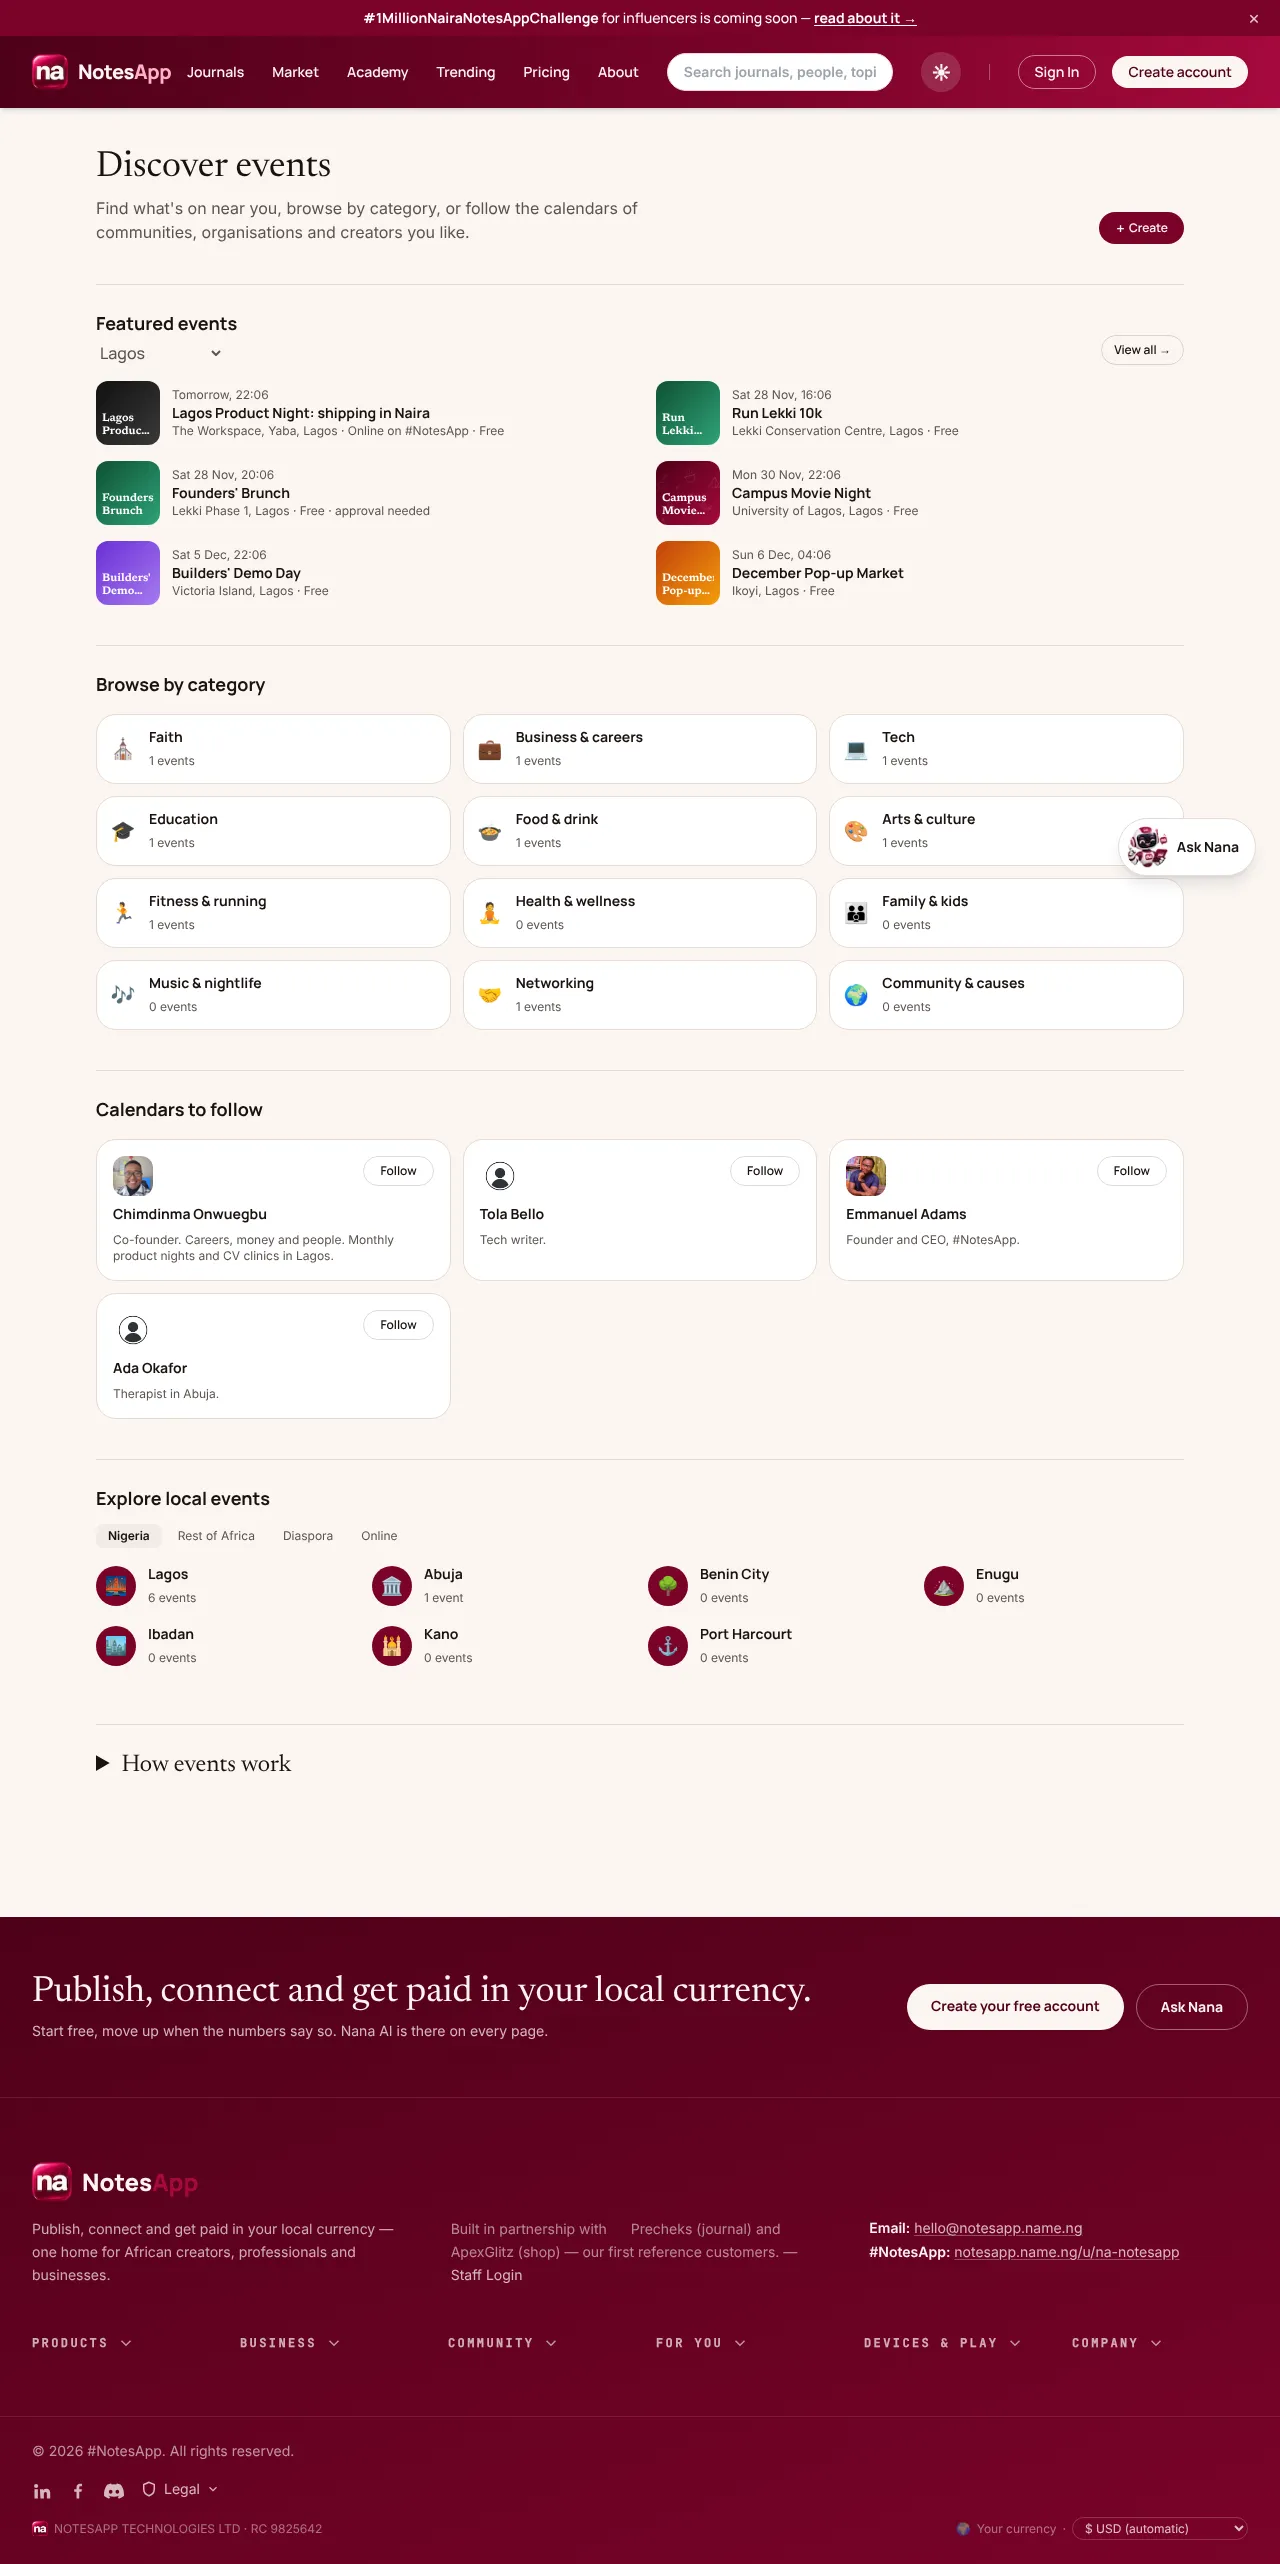 #1MillionNairaNotesAppChallenge for influencers is coming soon — read about it →
×
na NotesApp Journals Market Academy Trending Pricing About Search journals, people, topi Sign In Create account
Discover events
Find what's on near you, browse by category, or follow the calendars of
communities, organisations and creators you like.
+ Create
Featured events
Lagos
View all →
Lagos
Produc...
Tomorrow, 22:06
Lagos Product Night: shipping in Naira
The Workspace, Yaba, Lagos · Online on #NotesApp · Free
Run
Lekki...
Sat 28 Nov, 16:06
Run Lekki 10k
Lekki Conservation Centre, Lagos · Free
Founders
Brunch
Sat 28 Nov, 20:06
Founders' Brunch
Lekki Phase 1, Lagos · Free · approval needed
Campus
Movie...
Mon 30 Nov, 22:06
Campus Movie Night
University of Lagos, Lagos · Free
Builders'
Demo...
Sat 5 Dec, 22:06
Builders' Demo Day
Victoria Island, Lagos · Free
December
Pop-up...
Sun 6 Dec, 04:06
December Pop-up Market
Ikoyi, Lagos · Free
Browse by category
Faith
1 events
Business & careers
1 events
Tech
1 events
Education
1 events
Food & drink
1 events
Arts & culture
1 events
Ask Nana
Fitness & running
1 events
Health & wellness
0 events
Family & kids
0 events
Music & nightlife
0 events
Networking
1 events
Community & causes
0 events
Calendars to follow
Follow
Chimdinma Onwuegbu
Co-founder. Careers, money and people. Monthly
product nights and CV clinics in Lagos.
Follow
Tola Bello
Tech writer.
Follow
Emmanuel Adams
Founder and CEO, #NotesApp.
Follow
Ada Okafor
Therapist in Abuja.
Explore local events
Nigeria Rest of Africa Diaspora Online
Lagos
6 events
Abuja
1 event
Benin City
0 events
Enugu
0 events
Ibadan
0 events
Kano
0 events
Port Harcourt
0 events
How events work
Publish, connect and get paid in your local currency.
Start free, move up when the numbers say so. Nana AI is there on every page.
Create your free account
Ask Nana
na NotesApp
Publish, connect and get paid in your local currency —
one home for African creators, professionals and
businesses.
Built in partnership with Precheks (journal) and
ApexGlitz (shop) — our first reference customers. —
Staff Login
Email: hello@notesapp.name.ng
#NotesApp: notesapp.name.ng/u/na-notesapp
PRODUCTS BUSINESS COMMUNITY FOR YOU DEVICES & PLAY COMPANY
© 2026 #NotesApp. All rights reserved.
in f Legal
na NOTESAPP TECHNOLOGIES LTD · RC 9825642
Your currency · $ USD (automatic)